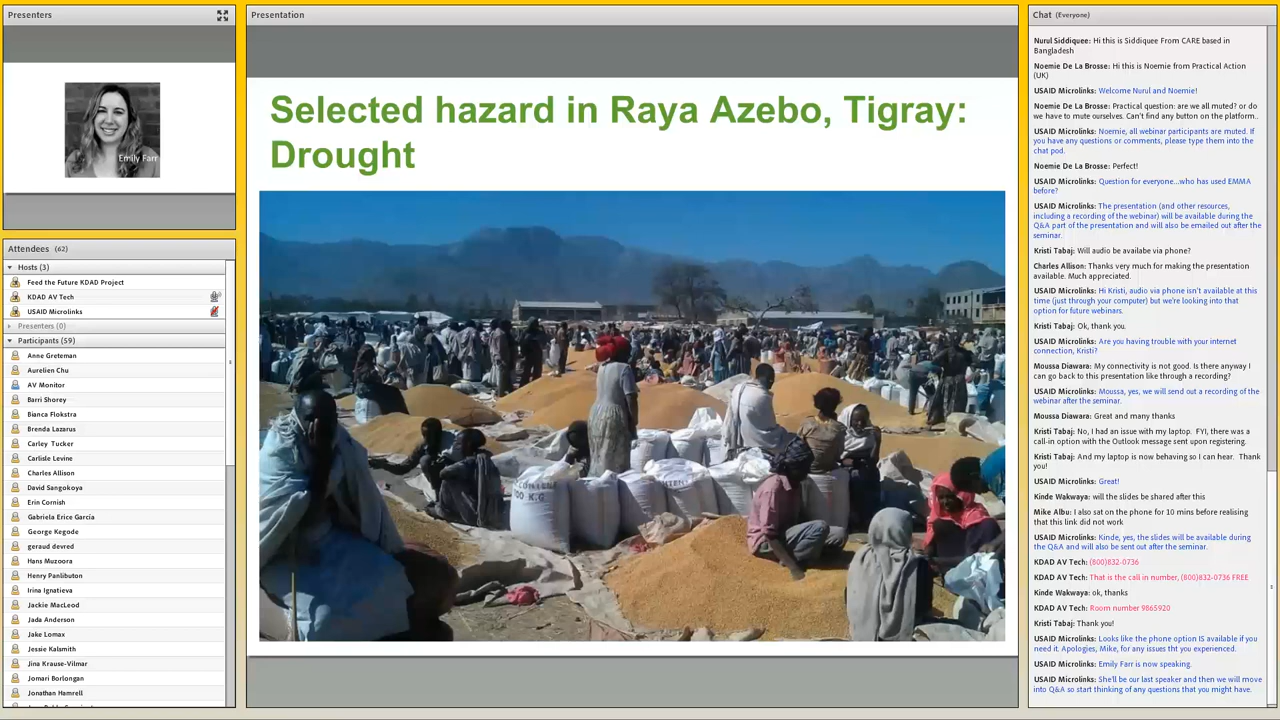 Presenters
Emily Farr
Attendees (62)
Hosts (3)
Feed the Future KDAD Project
KDAD AV Tech
USAID Microlinks
Presenters (0)
Participants (59)
Anne Greteman
Aurelien Chu
AV Monitor
Barri Shorey
Bianca Flokstra
Brenda Lazarus
Carley Tucker
Carlisle Levine
Charles Allison
David Sangokoya
Erin Cornish
Gabriela Erice García
George Kegode
geraud devred
Hans Muzoora
Henry Panlibuton
Irina Ignatieva
Jackie MacLeod
Jada Anderson
Jake Lomax
Jessie Kalsmith
Jina Krause-Vilmar
Jomari Borlongan
Jonathan Hamrell
Presentation
Selected hazard in Raya Azebo, Tigray:
Drought
Chat (Everyone)
Nurul Siddiquee: Hi this is Siddiquee From CARE based in
Bangladesh
Noemie De La Brosse: Hi this is Noemie from Practical Action
(UK)
USAID Microlinks: Welcome Nurul and Noemie!
Noemie De La Brosse: Practical question: are we all muted? or do
we have to mute ourselves. Can't find any button on the platform..
USAID Microlinks: Noemie, all webinar participants are muted. If
you have any questions or comments, please type them into the
chat pod.
Noemie De La Brosse: Perfect!
USAID Microlinks: Question for everyone...who has used EMMA
before?
USAID Microlinks: The presentation (and other resources,
including a recording of the webinar) will be available during the
Q&A part of the presentation and will also be emailed out after the
seminar.
Kristi Tabaj: Will audio be availabe via phone?
Charles Allison: Thanks very much for making the presentation
available. Much appreciated.
USAID Microlinks: Hi Kristi, audio via phone isn't available at this
time (just through your computer) but we're looking into that
option for future webinars.
Kristi Tabaj: Ok, thank you.
USAID Microlinks: Are you having trouble with your internet
connection, Kristi?
Moussa Diawara: My connectivity is not good. Is there anyway I
can go back to this presentation like through a recording?
USAID Microlinks: Moussa, yes, we will send out a recording of the
webinar after the seminar.
Moussa Diawara: Great and many thanks
Kristi Tabaj: No, I had an issue with my laptop. FYI, there was a
call-in option with the Outlook message sent upon registering.
Kristi Tabaj: And my laptop is now behaving so I can hear. Thank
you!
USAID Microlinks: Great!
Kinde Wakwaya: will the slides be shared after this
Mike Albu: I also sat on the phone for 10 mins before realising
that this link did not work
USAID Microlinks: Kinde, yes, the slides will be available during
the Q&A and will also be sent out after the seminar.
KDAD AV Tech: (800)832-0736
KDAD AV Tech: That is the call in number, (800)832-0736 FREE
Kinde Wakwaya: ok, thanks
KDAD AV Tech: Room number 9865920
Kristi Tabaj: Thank you!
USAID Microlinks: Looks like the phone option IS available if you
need it. Apologies, Mike, for any issues tht you experienced.
USAID Microlinks: Emily Farr is now speaking.
USAID Microlinks: She'll be our last speaker and then we will move
into Q&A so start thinking of any questions that you might have.